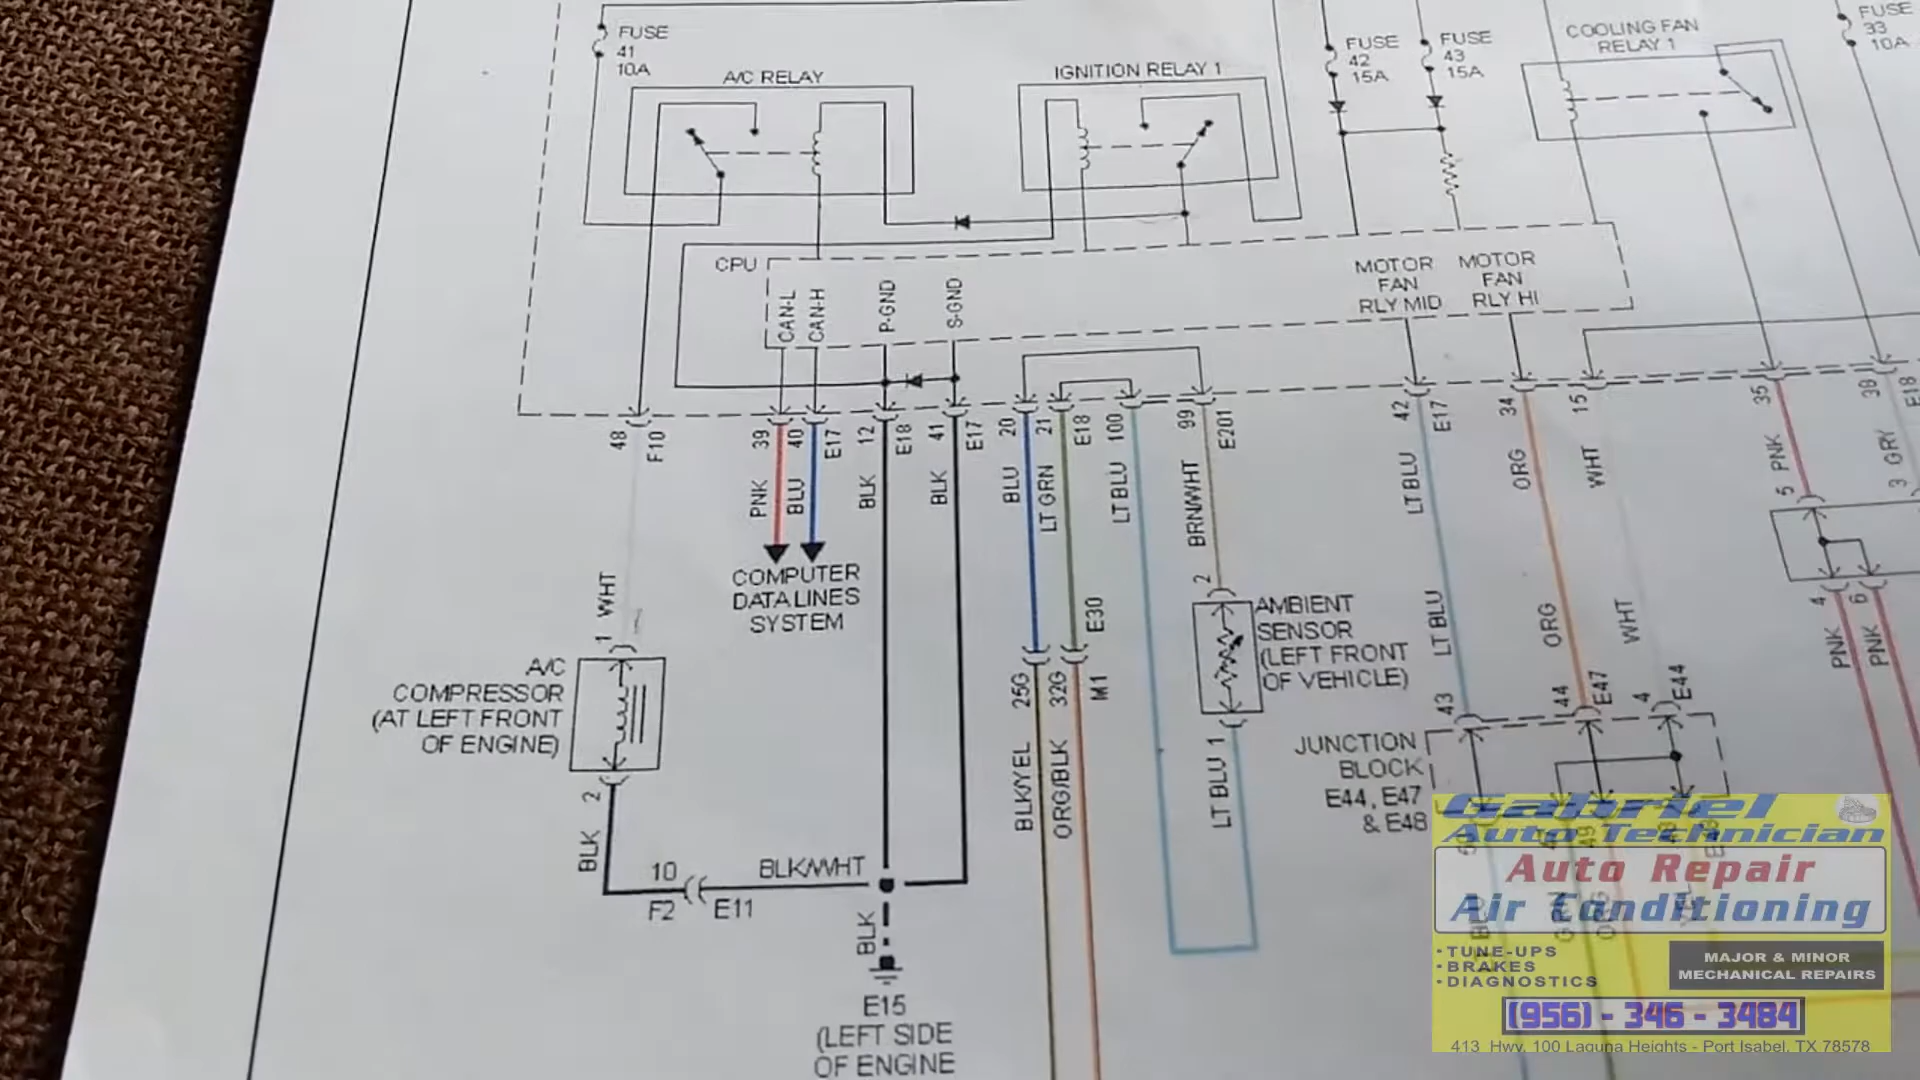 FUSE
41
10A
A/C RELAY
IGNITION RELAY 1
FUSE
42
15A
FUSE
43
15A
COOLING FAN
RELAY 1
FUSE
33
10A
CPU
CAN-L
CAN-H
P-GND
S-GND
MOTOR
FAN
RLY MID
MOTOR
FAN
RLY HI
48
F10
39
40
E17
12
E18
41
E17
20
21
E18
100
99
E201
42
E17
34
15
35
38
E18
WHT
1
PNK
BLU
BLK
BLK
BLU
LT GRN
LT BLU
BRN/WHT
2
LT BLU
ORG
WHT
PNK
5
GRY
3
COMPUTER
DATA LINES
SYSTEM
A/C
COMPRESSOR
(AT LEFT FRONT
OF ENGINE)
2
BLK
10
F2
E11
BLK/WHT
BLK
E15
(LEFT SIDE
OF ENGINE
E30
25G
32G
M1
BLK/YEL
ORG/BLK
AMBIENT
SENSOR
(LEFT FRONT
OF VEHICLE)
1
LT BLU
LT BLU
ORG
WHT
43
44
E47
4
E44
4
6
PNK
PNK
JUNCTION
BLOCK
E44, E47
& E48
Gabriel
Auto Technician
Auto Repair
Air Conditioning
• TUNE-UPS
• BRAKES
• DIAGNOSTICS
MAJOR & MINOR
MECHANICAL REPAIRS
(956) - 346 - 3484
413 Hwy. 100 Laguna Heights - Port Isabel, TX 78578